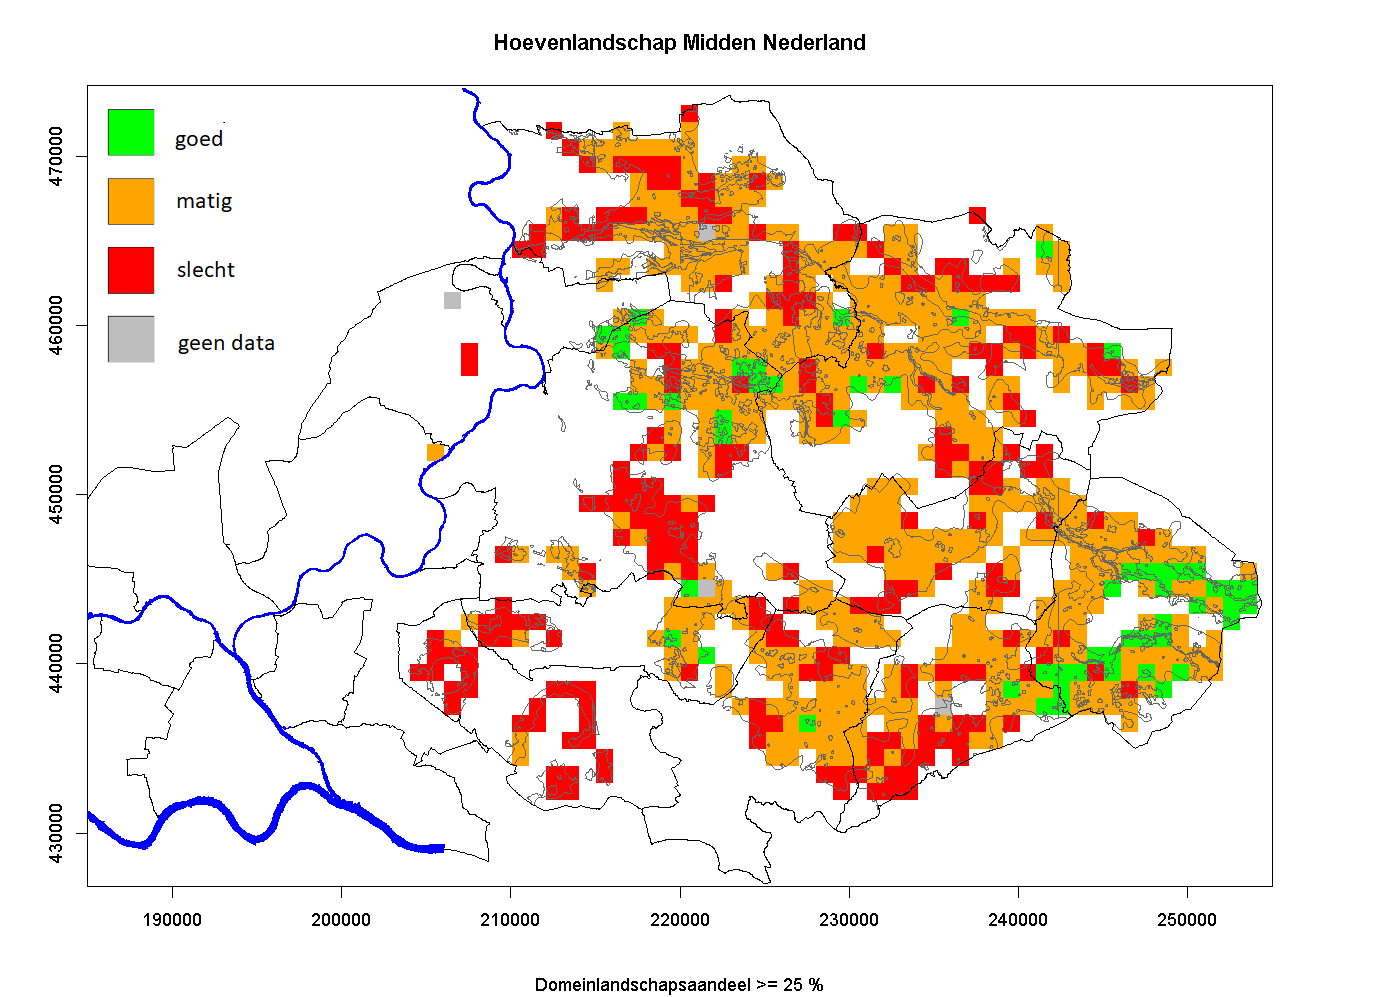 Hoevenlandschap Midden Nederland
goed
matig
slecht
geen data
470000
460000
450000
440000
430000
190000 200000 210000 220000 230000 240000 250000
Domeinlandschapsaandeel >= 25 %